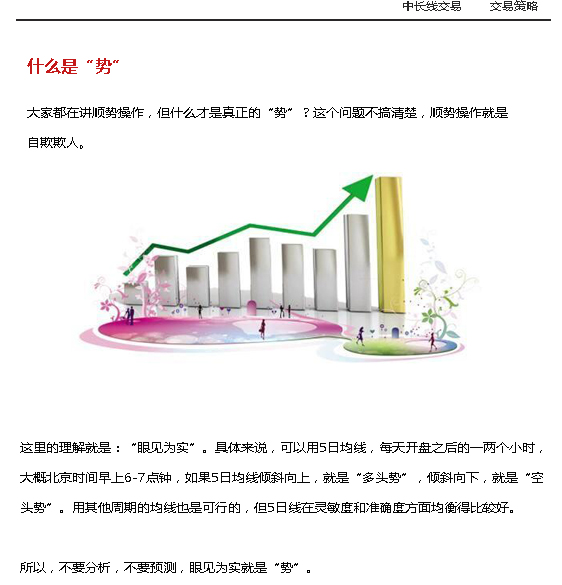 中长线交易 交易策略
什么是“势”
大家都在讲顺势操作，但什么才是真正的“势”？这个问题不搞清楚，顺势操作就是
自欺欺人。
这里的理解就是：“眼见为实”。具体来说，可以用5日均线，每天开盘之后的一两个小时，
大概北京时间早上6-7点钟，如果5日均线倾斜向上，就是“多头势”，倾斜向下，就是“空
头势”。用其他周期的均线也是可行的，但5日线在灵敏度和准确度方面均衡得比较好。
所以，不要分析，不要预测，眼见为实就是“势”。